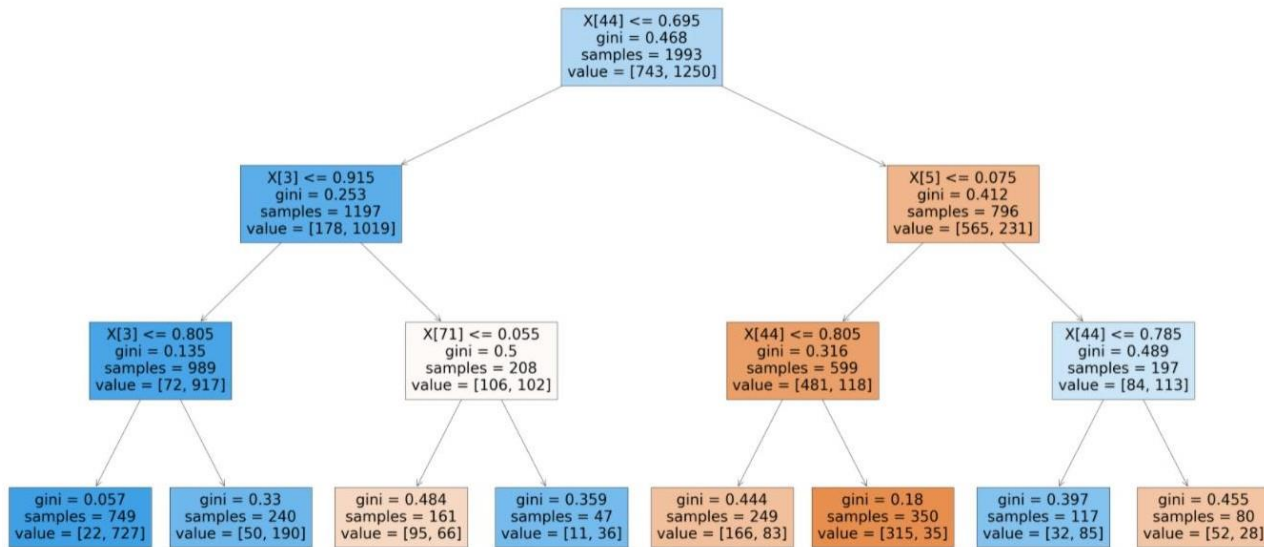 X[44] <= 0.695
gini = 0.468
samples = 1993
value = [743, 1250]
X[3] <= 0.915
gini = 0.253
samples = 1197
value = [178, 1019]
X[5] <= 0.075
gini = 0.412
samples = 796
value = [565, 231]
X[3] <= 0.805
gini = 0.135
samples = 989
value = [72, 917]
X[71] <= 0.055
gini = 0.5
samples = 208
value = [106, 102]
X[44] <= 0.805
gini = 0.316
samples = 599
value = [481, 118]
X[44] <= 0.785
gini = 0.489
samples = 197
value = [84, 113]
gini = 0.057
samples = 749
value = [22, 727]
gini = 0.33
samples = 240
value = [50, 190]
gini = 0.484
samples = 161
value = [95, 66]
gini = 0.359
samples = 47
value = [11, 36]
gini = 0.444
samples = 249
value = [166, 83]
gini = 0.18
samples = 350
value = [315, 35]
gini = 0.397
samples = 117
value = [32, 85]
gini = 0.455
samples = 80
value = [52, 28]